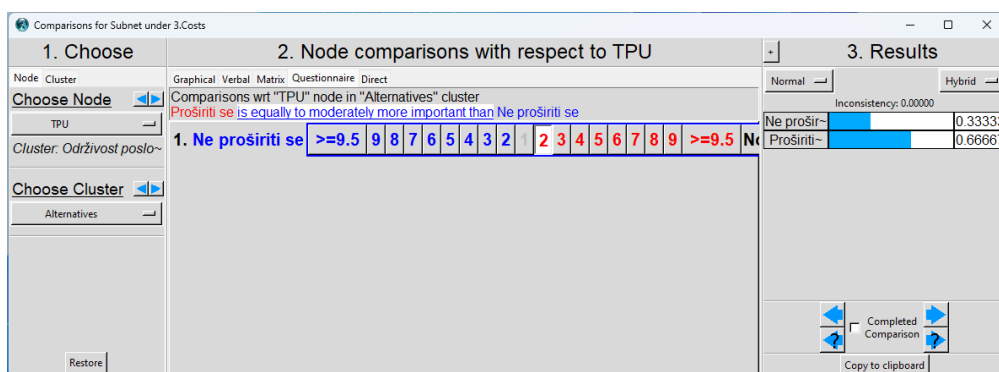 Comparisons for Subnet under 3.Costs
1. Choose
2. Node comparisons with respect to TPU
+
3. Results
Node Cluster
Graphical Verbal Matrix Questionnaire Direct
Normal
Hybrid
Choose Node
Comparisons wrt "TPU" node in "Alternatives" cluster
Proširiti se is equally to moderately more important than Ne proširiti se
Inconsistency: 0.00000
TPU
1. Ne proširiti se >=9.5 9 8 7 6 5 4 3 2 1 2 3 4 5 6 7 8 9 >=9.5
Ne prošir~ 0.33333
Proširiti~ 0.66667
Cluster: Održivost poslo~
Choose Cluster
Alternatives
Completed
Comparison
? ?
Restore
Copy to clipboard